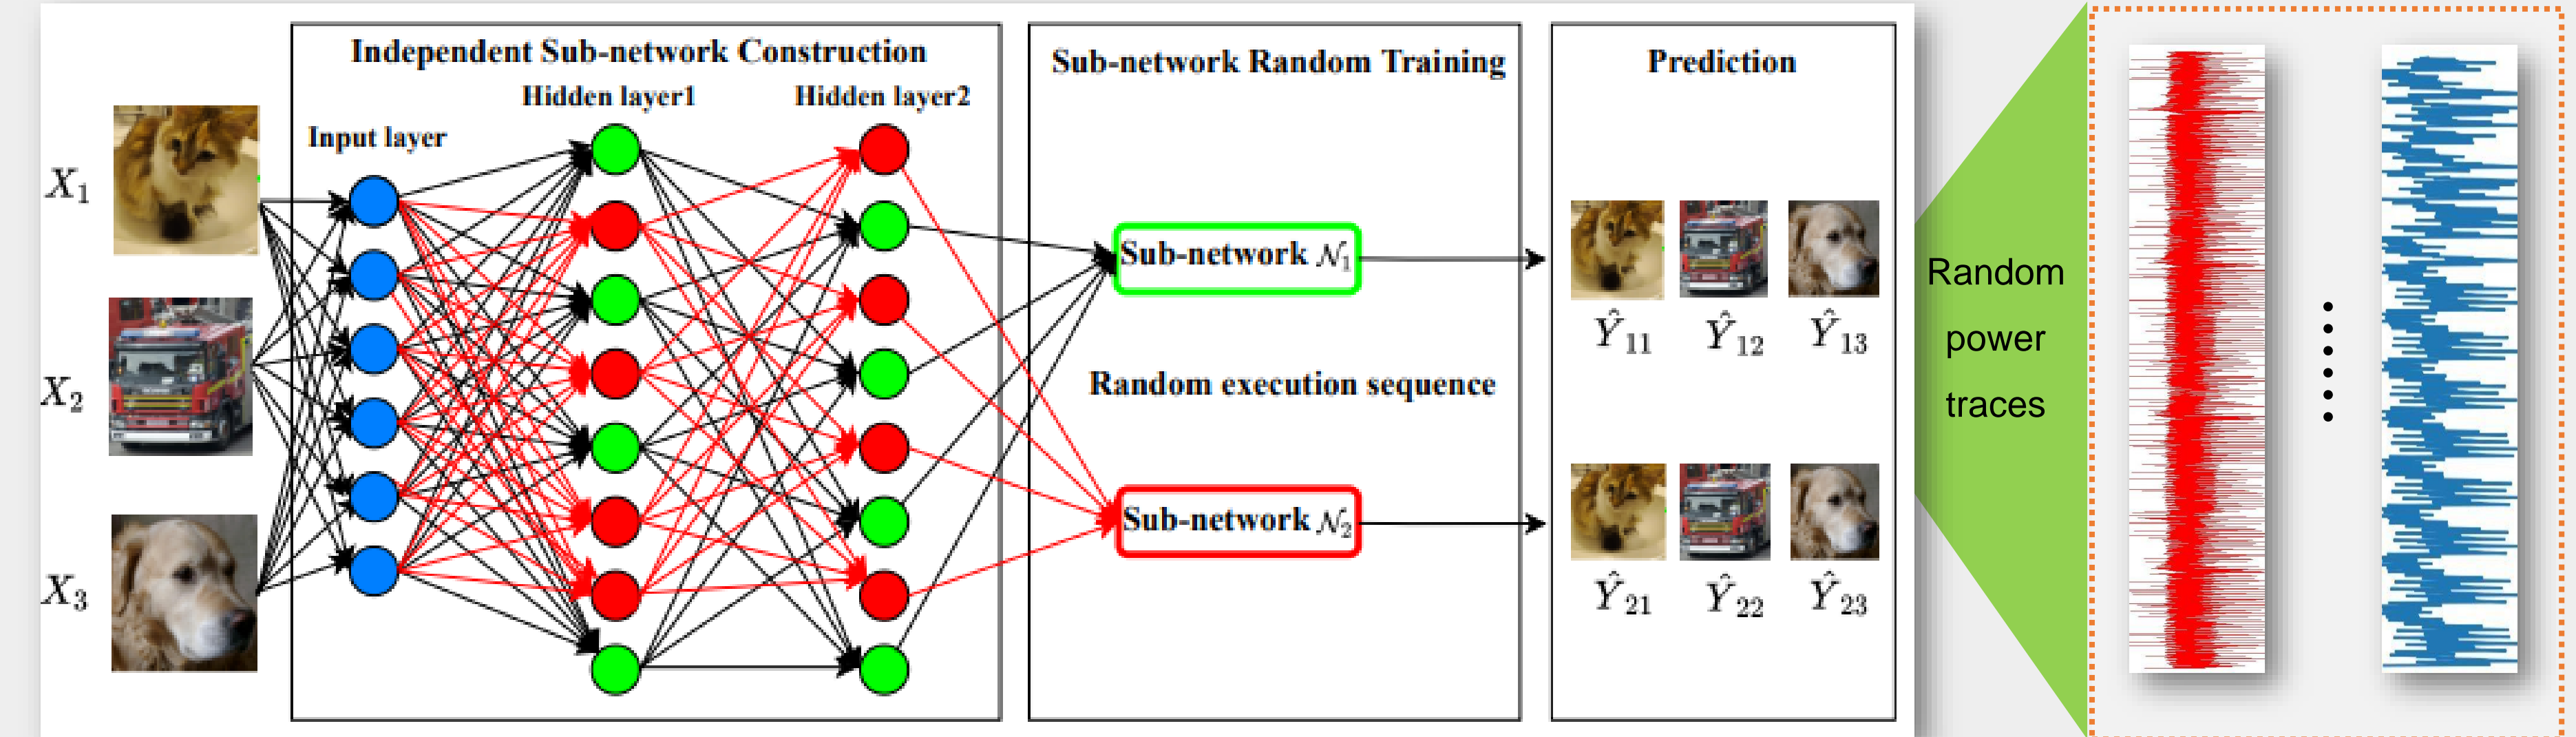 Independent Sub-network Construction
Hidden layer1
Hidden layer2
Input layer
X₁
X₂
X₃
Sub-network Random Training
Sub-network 𝒩₁
Random execution sequence
Sub-network 𝒩₂
Prediction
Ŷ₁₁ Ŷ₁₂ Ŷ₁₃
Ŷ₂₁ Ŷ₂₂ Ŷ₂₃
Random
power
traces